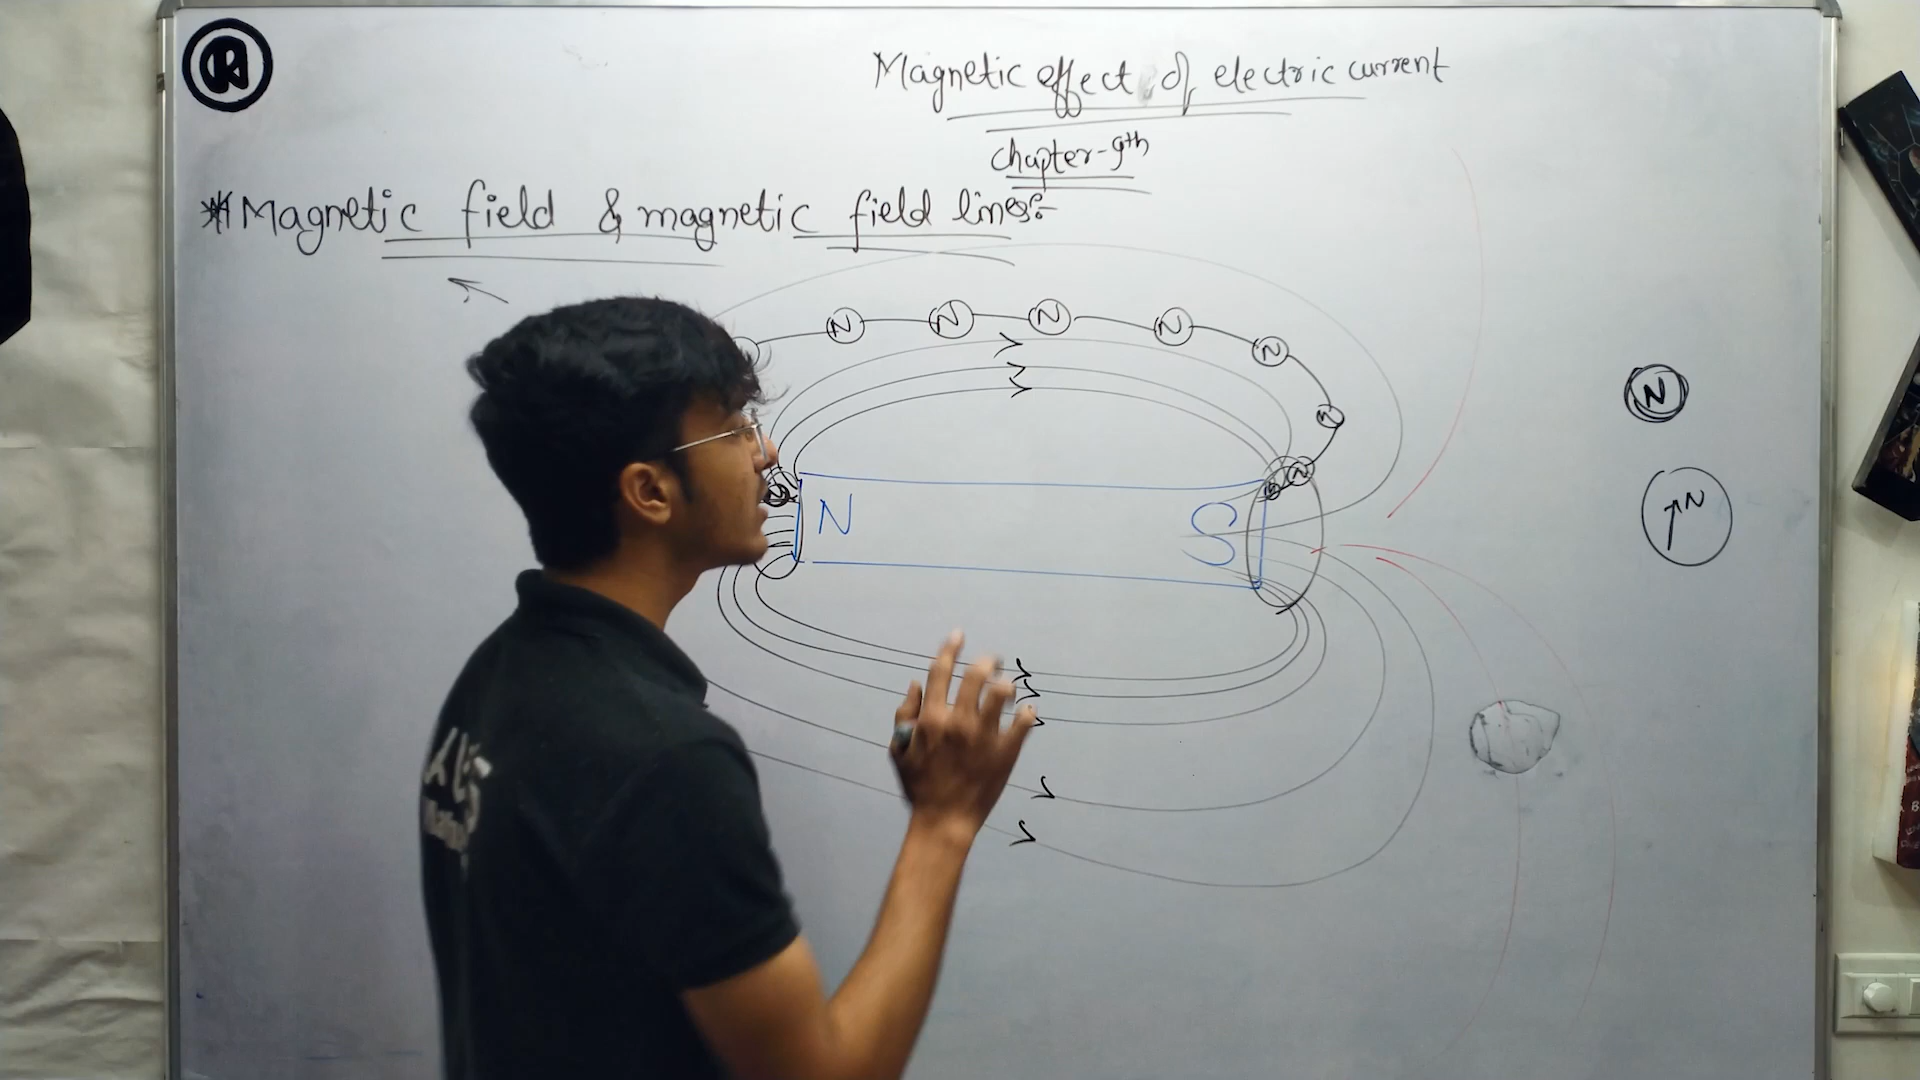 R
Magnetic effect of electric current
Chapter-9th
*Magnetic field & magnetic field lines:-
N N N N N
N
N
N
N
N S
N